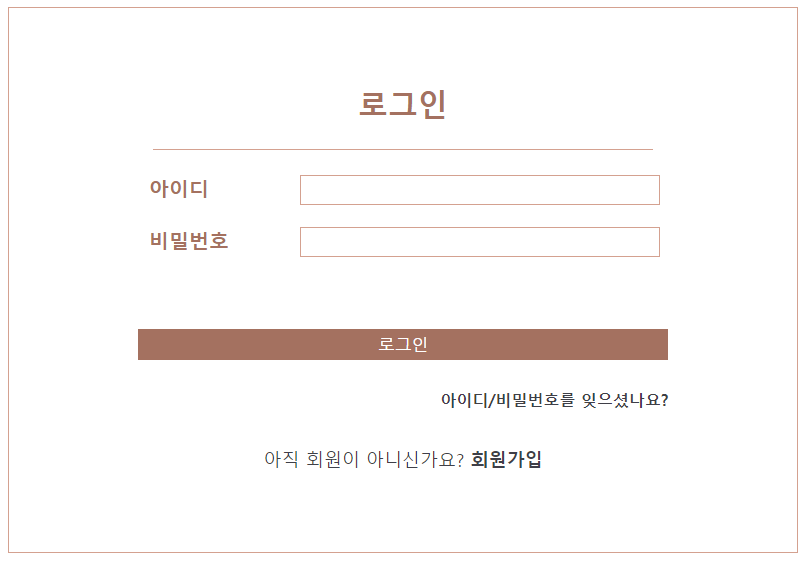 로그인
아이디
비밀번호
로그인
아이디/비밀번호를 잊으셨나요?
아직 회원이 아니신가요? 회원가입